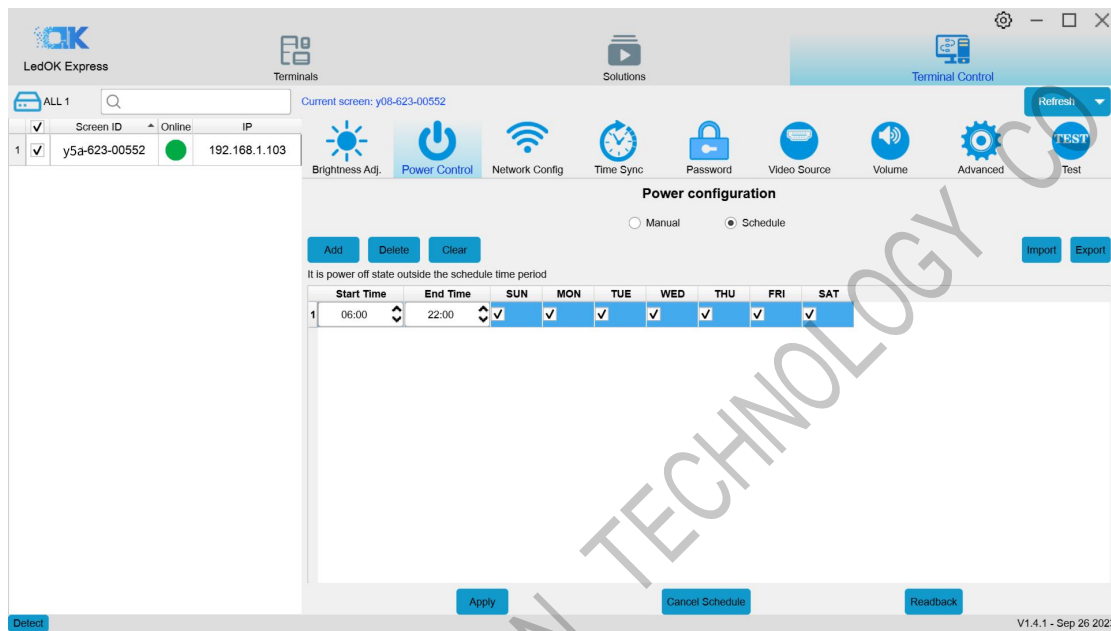 LedOK Express
Terminals
Solutions
Terminal Control
ALL 1
Current screen: y08-623-00552
Refresh
Screen ID Online IP
1 y5a-623-00552 192.168.1.103
Brightness Adj. Power Control Network Config Time Sync Password Video Source Volume Advanced Test
TEST
Power configuration
Manual Schedule
Add Delete Clear Import Export
It is power off state outside the schedule time period
Start Time End Time SUN MON TUE WED THU FRI SAT
1 06:00 22:00
Apply Cancel Schedule Readback
Detect V1.4.1 - Sep 26 202
TECHNOLOGY CO